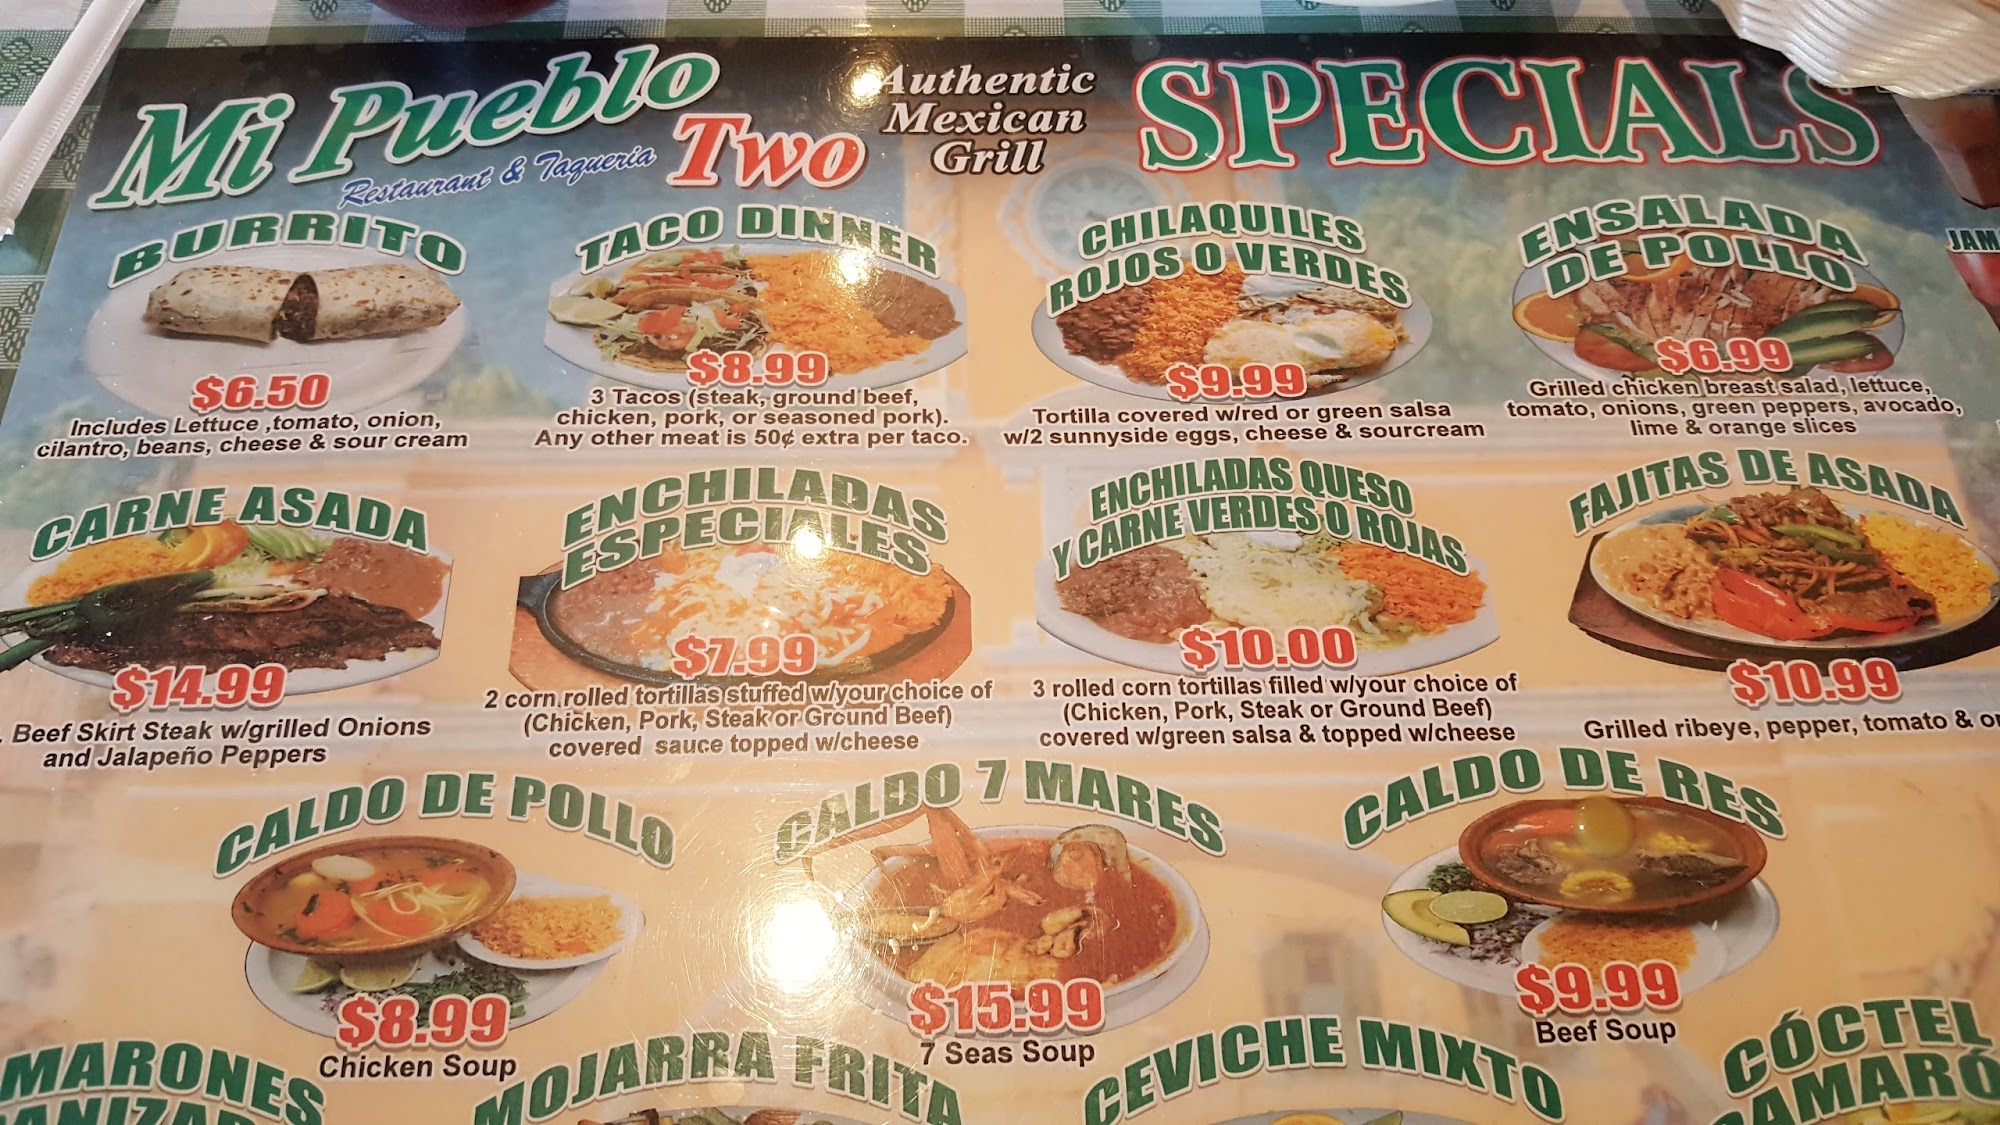 Mi Pueblo
Two
Restaurant & Taqueria
Authentic
Mexican
Grill
SPECIALS
BURRITO
$6.50
Includes Lettuce ,tomato, onion,
cilantro, beans, cheese & sour cream
TACO DINNER
$8.99
3 Tacos (steak, ground beef,
chicken, pork, or seasoned pork).
Any other meat is 50¢ extra per taco.
CHILAQUILES
ROJOS O VERDES
$9.99
Tortilla covered w/red or green salsa
w/2 sunnyside eggs, cheese & sourcream
ENSALADA
DE POLLO
$6.99
Grilled chicken breast salad, lettuce,
tomato, onions, green peppers, avocado,
lime & orange slices
JAM
CARNE ASADA
$14.99
. Beef Skirt Steak w/grilled Onions
and Jalapeño Peppers
ENCHILADAS
ESPECIALES
$7.99
2 corn rolled tortillas stuffed w/your choice of
(Chicken, Pork, Steak or Ground Beef)
covered sauce topped w/cheese
ENCHILADAS QUESO
Y CARNE VERDES O ROJAS
$10.00
3 rolled corn tortillas filled w/your choice of
(Chicken, Pork, Steak or Ground Beef)
covered w/green salsa & topped w/cheese
FAJITAS DE ASADA
$10.99
Grilled ribeye, pepper, tomato & on
CALDO DE POLLO
$8.99
Chicken Soup
CALDO 7 MARES
$15.99
7 Seas Soup
CALDO DE RES
$9.99
Beef Soup
MARONES
ANIZAD
MOJARRA FRITA
CEVICHE MIXTO
CÓCTEL
AMARÓ